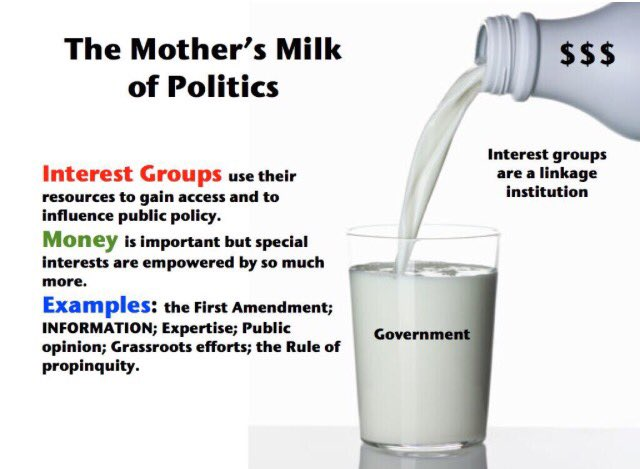 The Mother's Milk
of Politics
$$$
Interest groups
are a linkage
institution
Interest Groups use their
resources to gain access and to
influence public policy.
Money is important but special
interests are empowered by so much
more.
Examples: the First Amendment;
INFORMATION; Expertise; Public
opinion; Grassroots efforts; the Rule of
propinquity.
Government